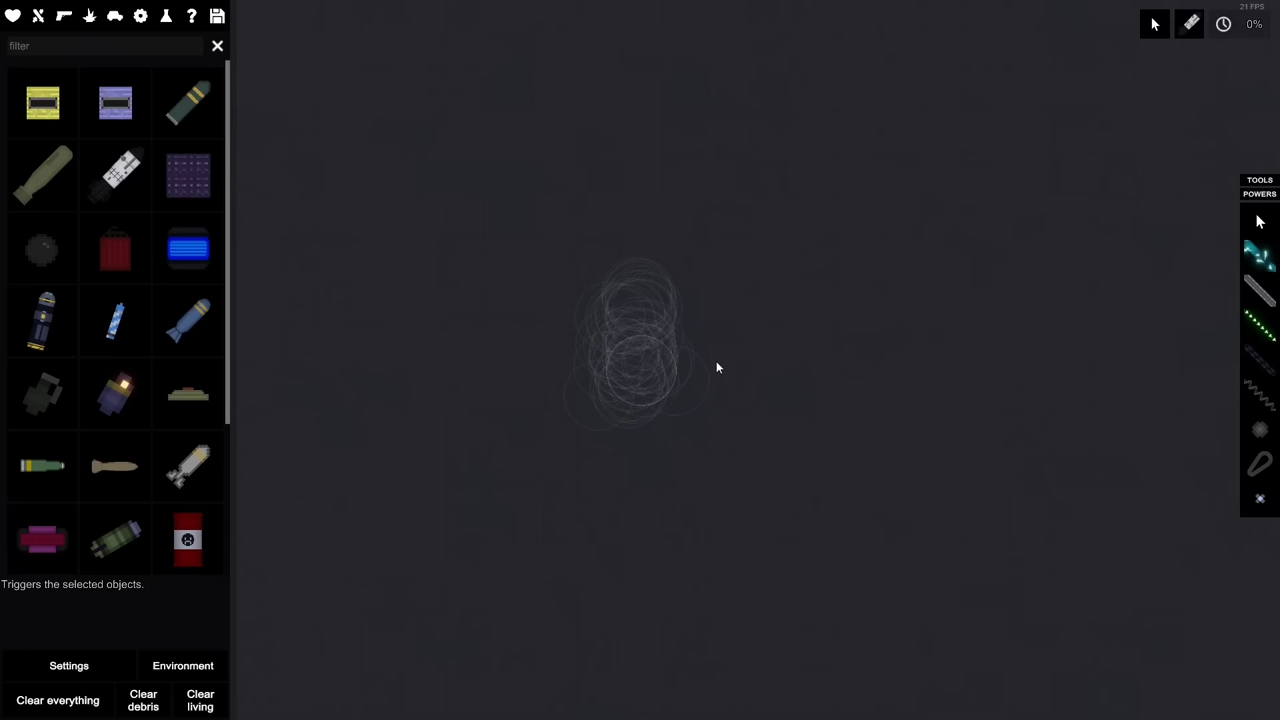 21 FPS
0%
filter
TOOLS
POWERS
Triggers the selected objects.
Settings
Environment
Clear everything
Clear debris
Clear living